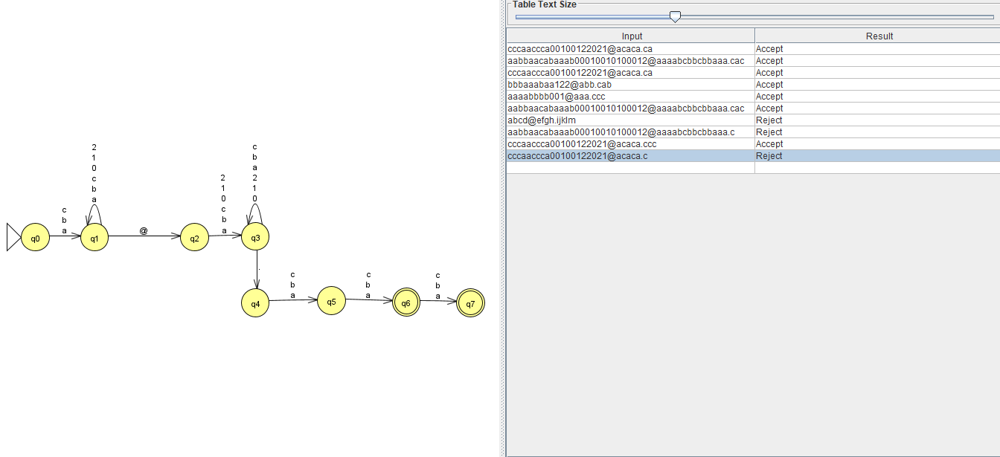 Table Text Size
Input Result
cccaaccca00100122021@acaca.ca Accept
aabbaacabaaab00010010100012@aaaabcbbcbbaaa.cac Accept
cccaaccca00100122021@acaca.ca Accept
bbbaaabaa122@abb.cab Accept
aaaabbbb001@aaa.ccc Accept
aabbaacabaaab00010010100012@aaaabcbbcbbaaa.cac Accept
abcd@efgh.ijklm Reject
aabbaacabaaab00010010100012@aaaabcbbcbbaaa.c Reject
cccaaccca00100122021@acaca.ccc Accept
cccaaccca00100122021@acaca.c Reject
q0
c
b
a
q1
2
1
0
c
b
a
@
q2
2
1
0
c
b
a
q3
c
b
a
2
1
0
.
q4
c
b
a
q5
c
b
a
q6
c
b
a
q7